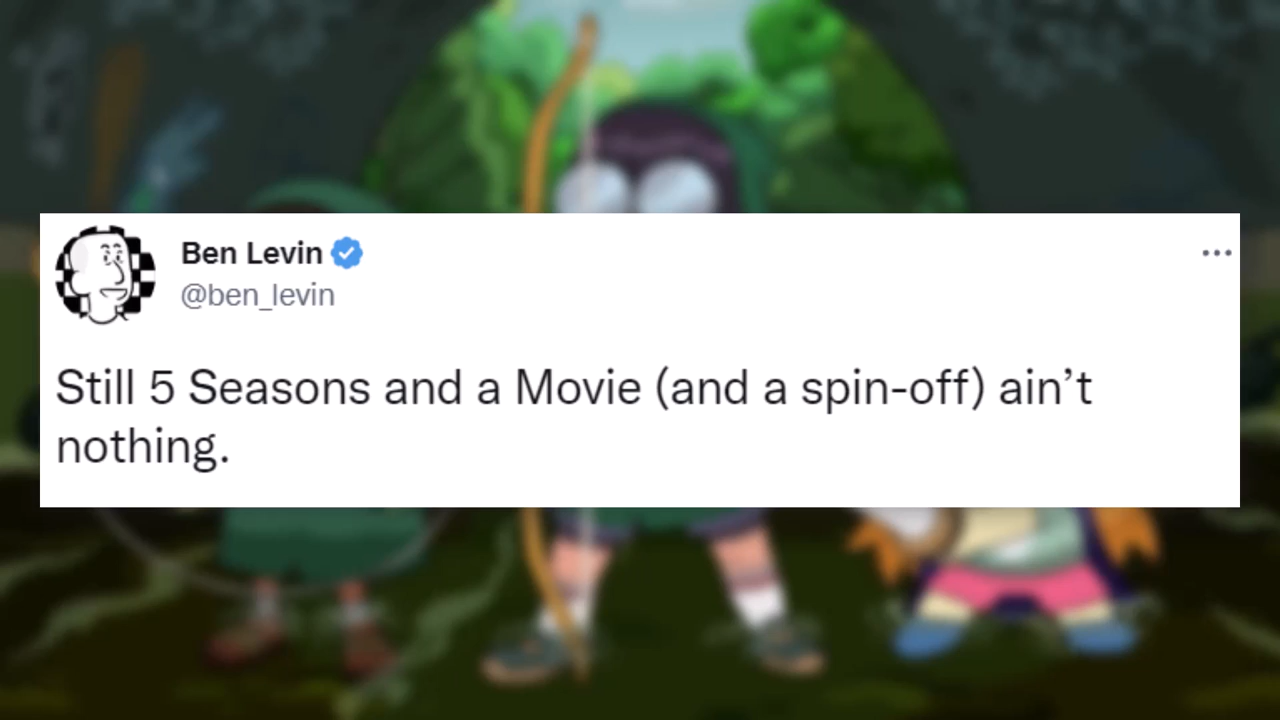 Ben Levin
@ben_levin
Still 5 Seasons and a Movie (and a spin-off) ain’t
nothing.